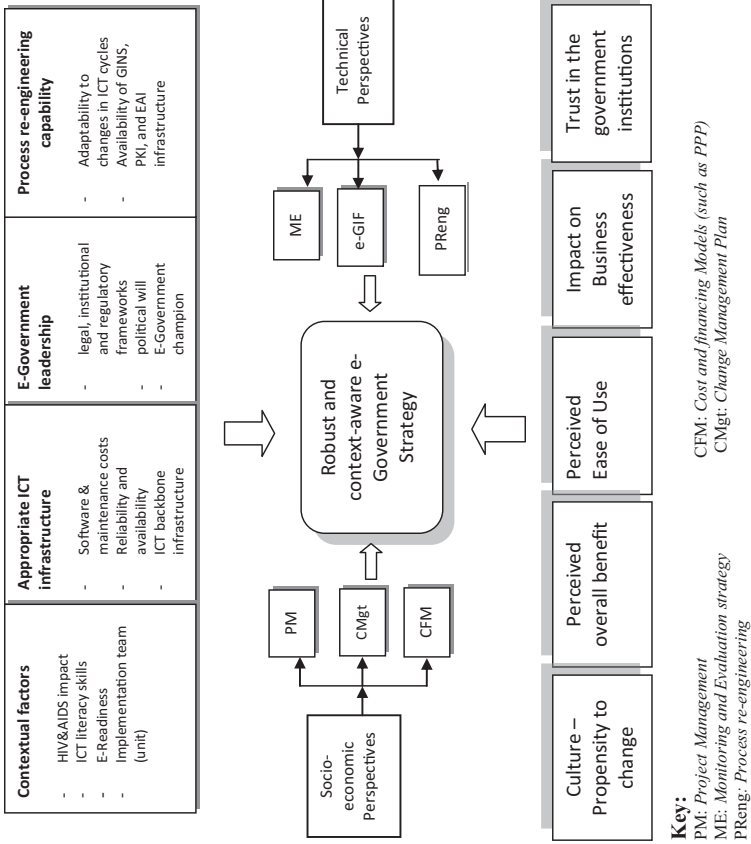 Contextual factors
- HIV&AIDS impact
- ICT literacy skills
- E-Readiness
- Implementation team
(unit)
Appropriate ICT
infrastructure
- Software &
maintenance costs
- Reliability and
availability
- ICT backbone
infrastructure
E-Government
leadership
- legal, institutional
and regulatory
frameworks
- political will
- E-Government
champion
Process re-engineering
capability
- Adaptability to
changes in ICT cycles
- Availability of GINS,
PKI, and EAI
infrastructure
Socio-
economic
Perspectives
PM
CMgt
CFM
Robust and
context-aware e-
Government
Strategy
ME
e-GIF
PReng
Technical
Perspectives
Culture –
Propensity to
change
Perceived
overall benefit
Perceived
Ease of Use
Impact on
Business
effectiveness
Trust in the
government
institutions
Key:
PM: Project Management
ME: Monitoring and Evaluation strategy
PReng: Process re-engineering
CFM: Cost and financing Models (such as PPP)
CMgt: Change Management Plan